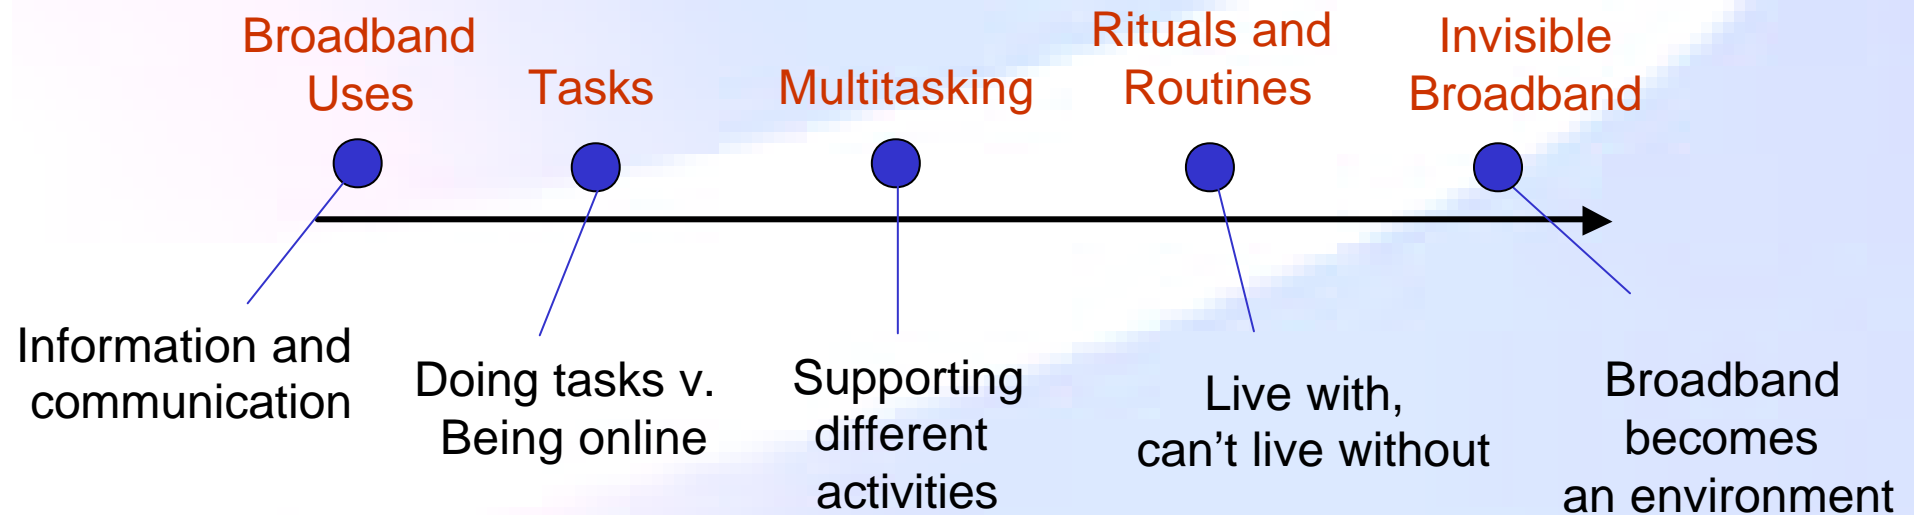 Broadband
Uses
Tasks
Multitasking
Rituals and
Routines
Invisible
Broadband
Information and
communication
Doing tasks v.
Being online
Supporting
different
activities
Live with,
can’t live without
Broadband
becomes
an environment